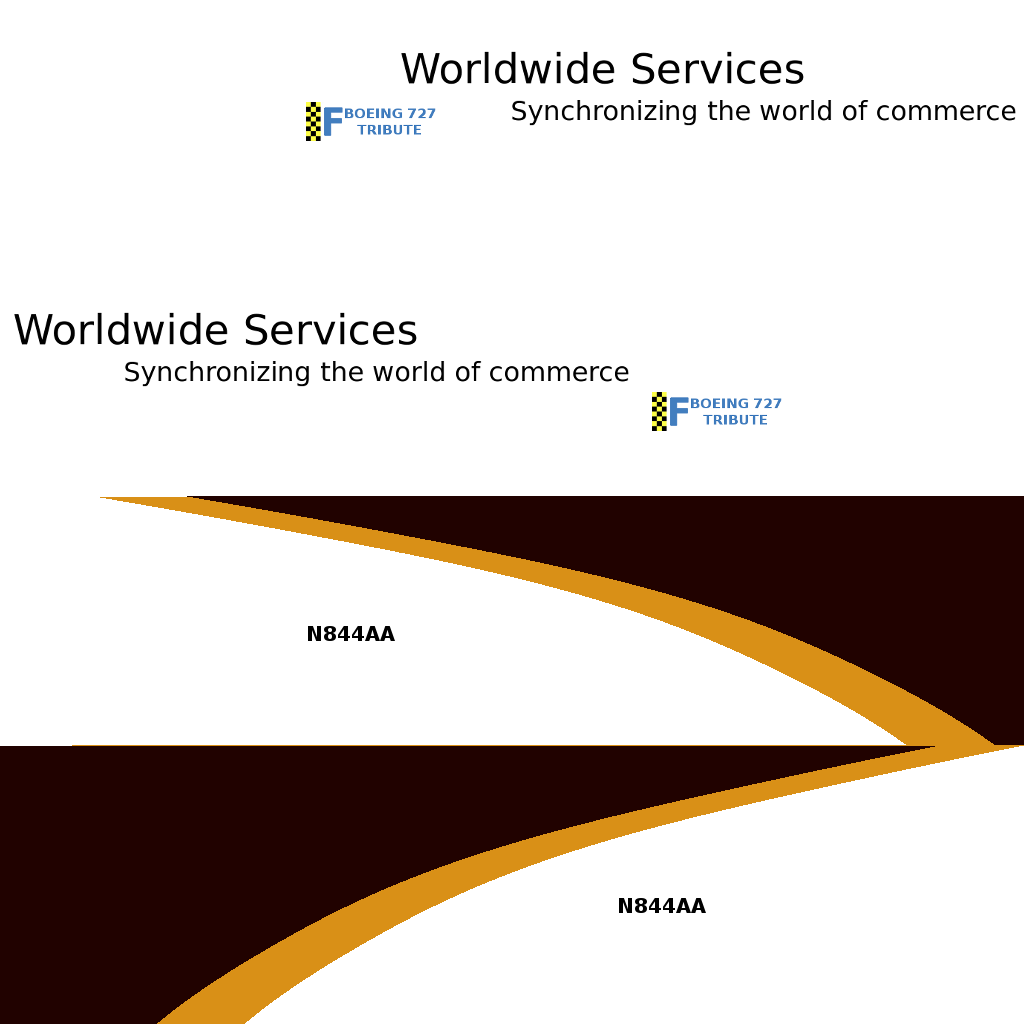 Worldwide Services
Synchronizing the world of commerce
F BOEING 727
TRIBUTE
Worldwide Services
Synchronizing the world of commerce
F BOEING 727
TRIBUTE
N844AA
N844AA